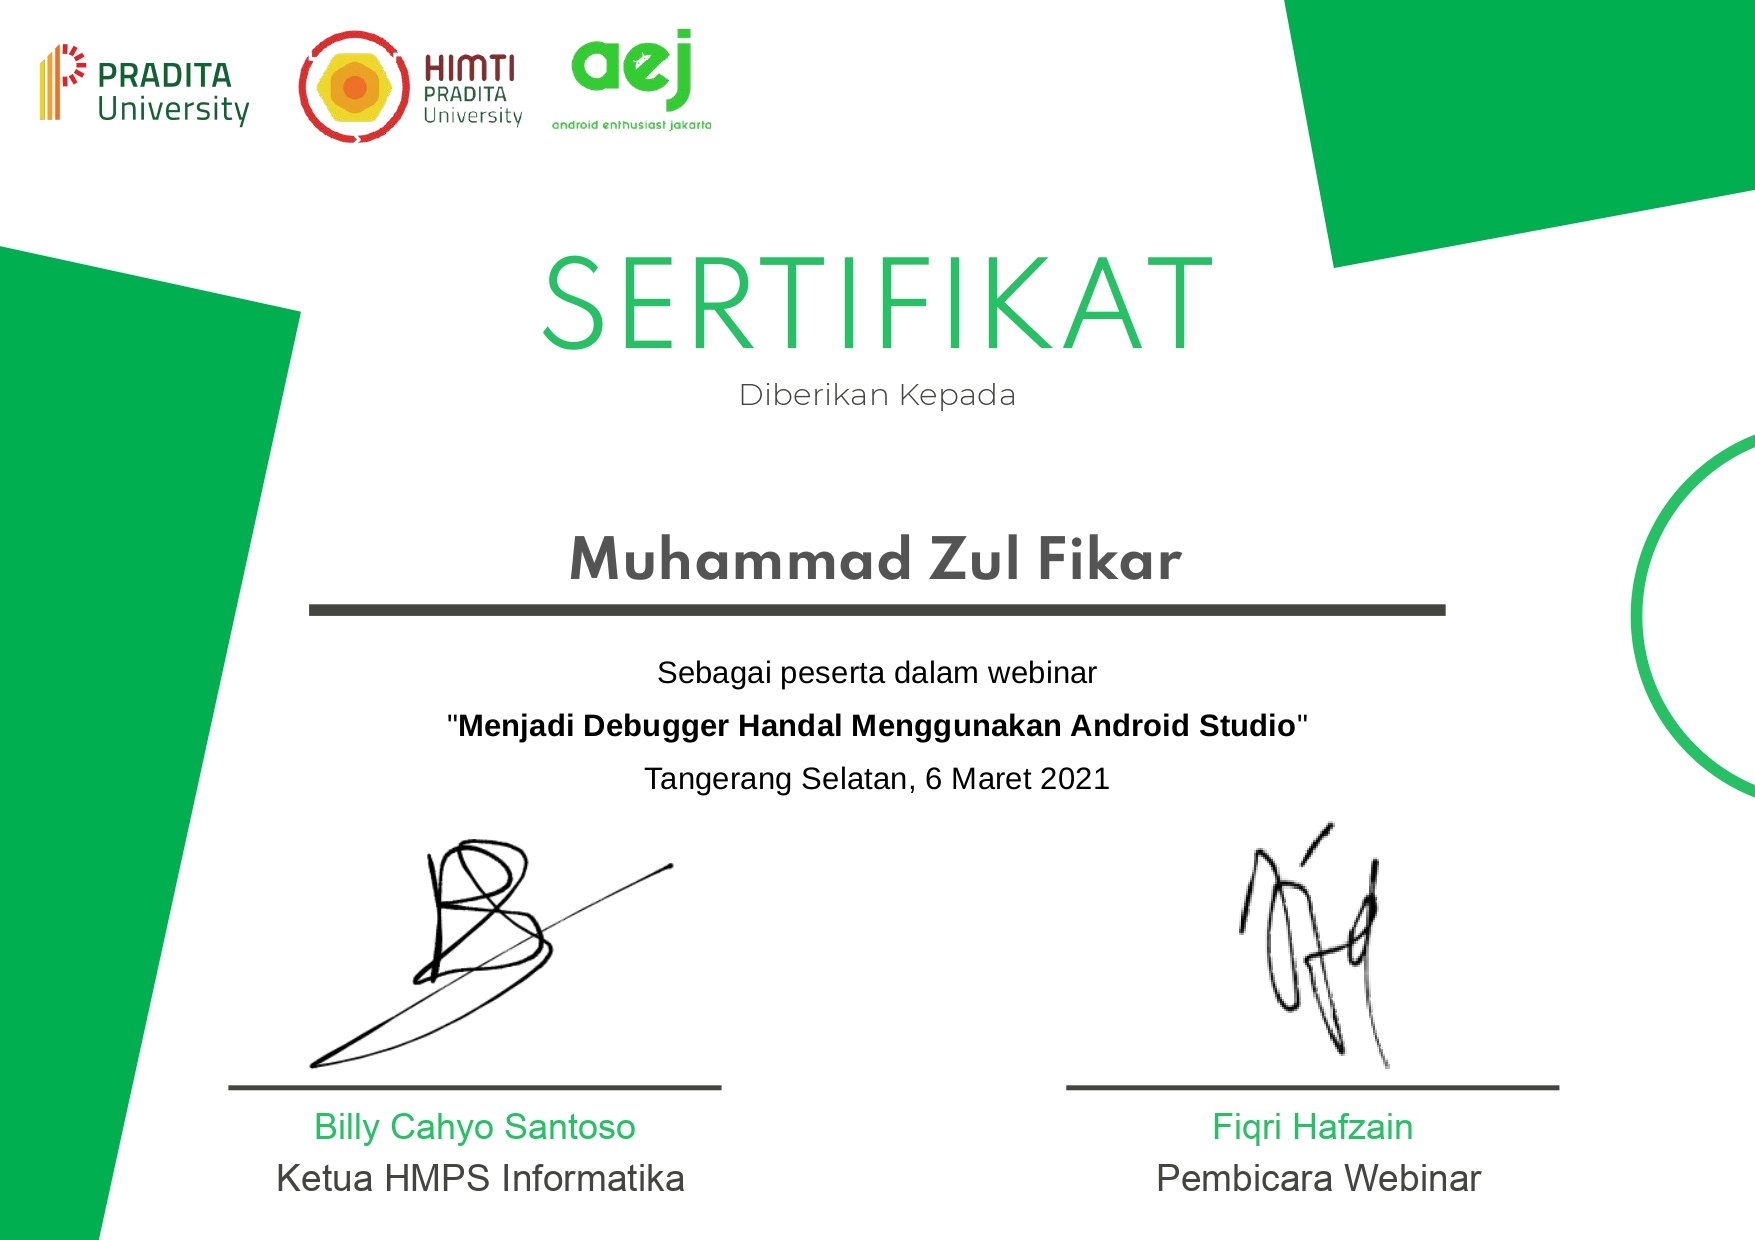 PRADITA
University
HIMTI
PRADITA
University
aej
android enthusiast jakarta
SERTIFIKAT
Diberikan Kepada
Muhammad Zul Fikar
Sebagai peserta dalam webinar
"Menjadi Debugger Handal Menggunakan Android Studio"
Tangerang Selatan, 6 Maret 2021
Billy Cahyo Santoso
Ketua HMPS Informatika
Fiqri Hafzain
Pembicara Webinar